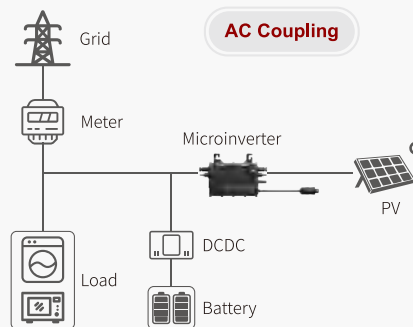 AC Coupling
Grid
Meter
Microinverter
PV
DCDC
Load
Battery